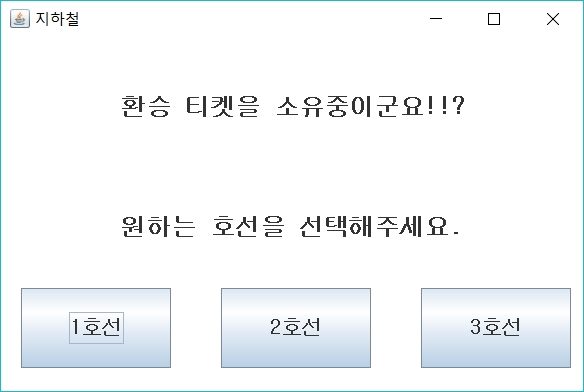 지하철
환승 티켓을 소유중이군요!!?
원하는 호선을 선택해주세요.
1호선
2호선
3호선